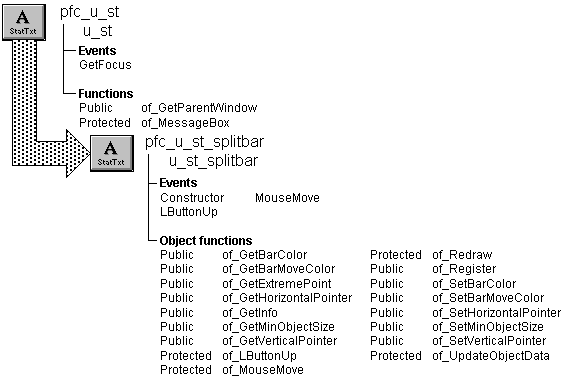 A
StatTxt
pfc_u_st
u_st
Events
GetFocus
Functions
Public of_GetParentWindow
Protected of_MessageBox
A
StatTxt
pfc_u_st_splitbar
u_st_splitbar
Events
Constructor MouseMove
LButtonUp
Object functions
Public of_GetBarColor Protected of_Redraw
Public of_GetBarMoveColor Public of_Register
Public of_GetExtremePoint Public of_SetBarColor
Public of_GetHorizontalPointer Public of_SetBarMoveColor
Public of_GetInfo Public of_SetHorizontalPointer
Public of_GetMinObjectSize Public of_SetMinObjectSize
Public of_GetVerticalPointer Public of_SetVerticalPointer
Protected of_LButtonUp Protected of_UpdateObjectData
Protected of_MouseMove